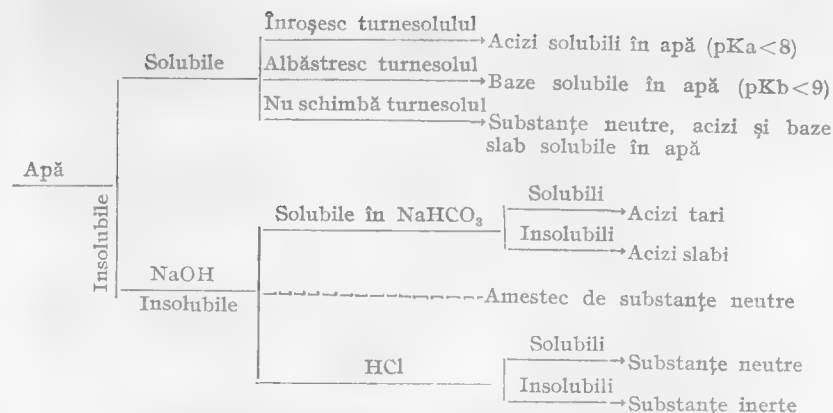 Înroșesc turnesolulul
Acizi solubili în apă (pKa<8)
Solubile
Albăstresc turnesolul
Baze solubile în apă (pKb<9)
Nu schimbă turnesolul
Substanțe neutre, acizi și baze
slab solubile în apă
Apă
Insolubile
Solubile în NaHCO₃
Solubili
Acizi tari
Insolubili
Acizi slabi
NaOH
Insolubile
Amestec de substanțe neutre
HCl
Solubili
Substanțe neutre
Insolubili
Substanțe inerte